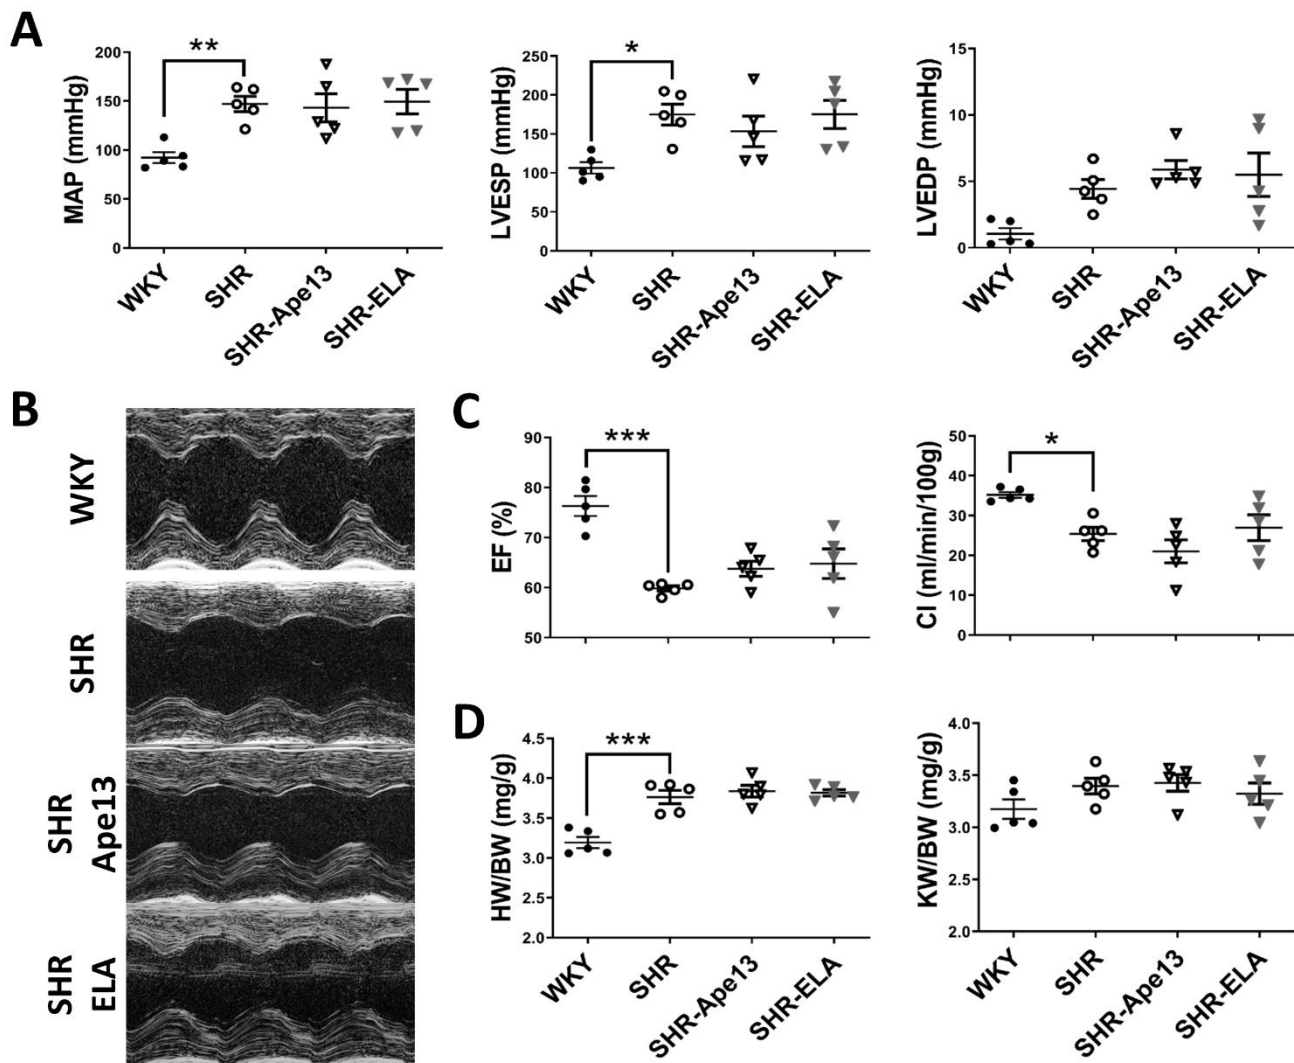 A
MAP (mmHg)
200
150
100
50
0
**
WKY
SHR
SHR-Ape13
SHR-ELA
LVESP (mmHg)
250
200
150
100
50
0
*
WKY
SHR
SHR-Ape13
SHR-ELA
LVEDP (mmHg)
15
10
5
0
WKY
SHR
SHR-Ape13
SHR-ELA
B
WKY
SHR
SHR
Ape13
SHR
ELA
C
EF (%)
90
80
70
60
50
***
CI (ml/min/100g)
50
40
30
20
10
0
*
D
HW/BW (mg/g)
4.5
4.0
3.5
3.0
2.5
2.0
***
WKY
SHR
SHR-Ape13
SHR-ELA
KW/BW (mg/g)
4.0
3.5
3.0
2.5
2.0
WKY
SHR
SHR-Ape13
SHR-ELA